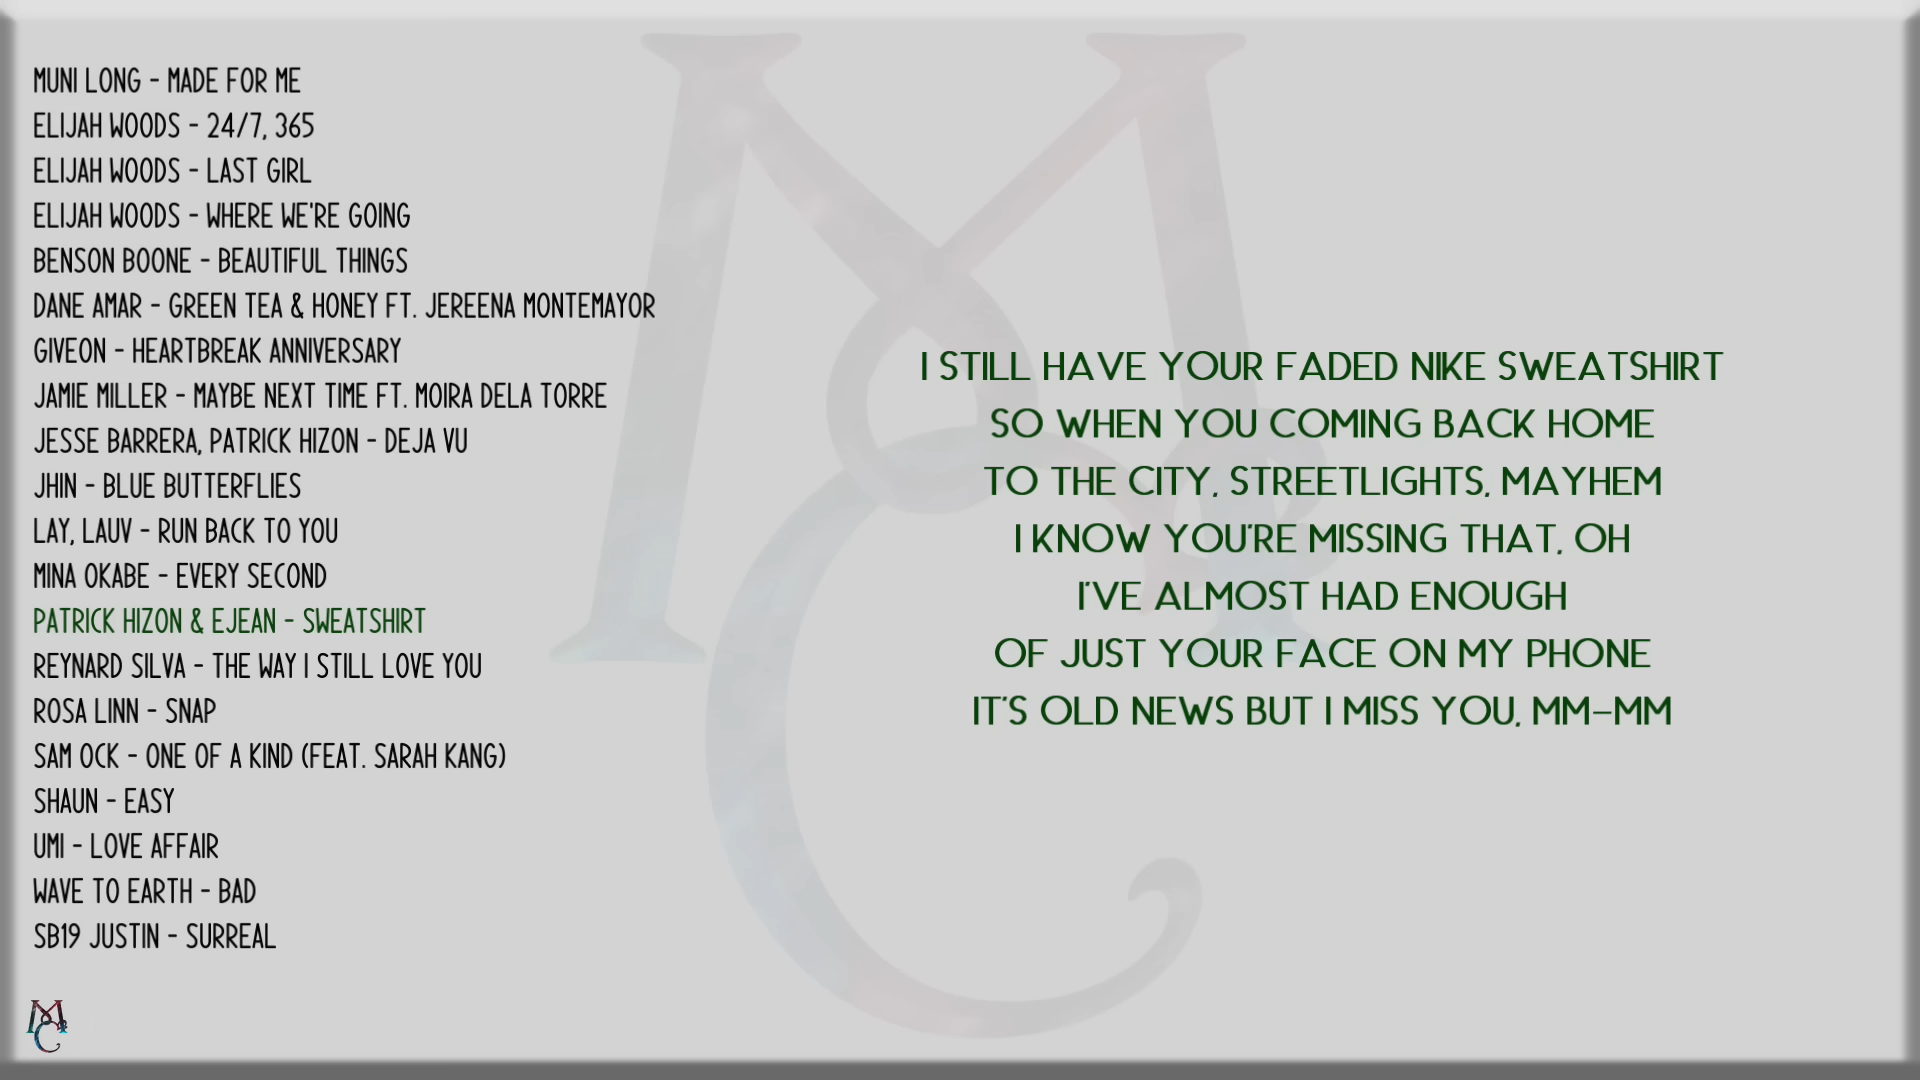 MUNI LONG - MADE FOR ME
ELIJAH WOODS - 24/7, 365
ELIJAH WOODS - LAST GIRL
ELIJAH WOODS - WHERE WE'RE GOING
BENSON BOONE - BEAUTIFUL THINGS
DANE AMAR - GREEN TEA & HONEY FT. JEREENA MONTEMAYOR
GIVEON - HEARTBREAK ANNIVERSARY
JAMIE MILLER - MAYBE NEXT TIME FT. MOIRA DELA TORRE
JESSE BARRERA, PATRICK HIZON - DEJA VU
JHIN - BLUE BUTTERFLIES
LAY, LAUV - RUN BACK TO YOU
MINA OKABE - EVERY SECOND
PATRICK HIZON & EJEAN - SWEATSHIRT
REYNARD SILVA - THE WAY I STILL LOVE YOU
ROSA LINN - SNAP
SAM OCK - ONE OF A KIND (FEAT. SARAH KANG)
SHAUN - EASY
UMI - LOVE AFFAIR
WAVE TO EARTH - BAD
SB19 JUSTIN - SURREAL
I STILL HAVE YOUR FADED NIKE SWEATSHIRT
SO WHEN YOU COMING BACK HOME
TO THE CITY, STREETLIGHTS, MAYHEM
I KNOW YOU'RE MISSING THAT, OH
I'VE ALMOST HAD ENOUGH
OF JUST YOUR FACE ON MY PHONE
IT'S OLD NEWS BUT I MISS YOU, MM-MM
MC